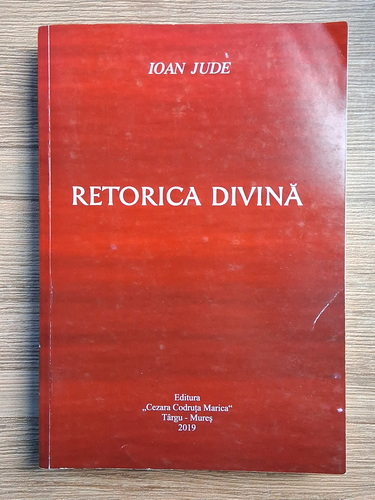 IOAN JUDE
RETORICA DIVINĂ
Editura
„Cezara Codruța Marica“
Târgu - Mureș
2019